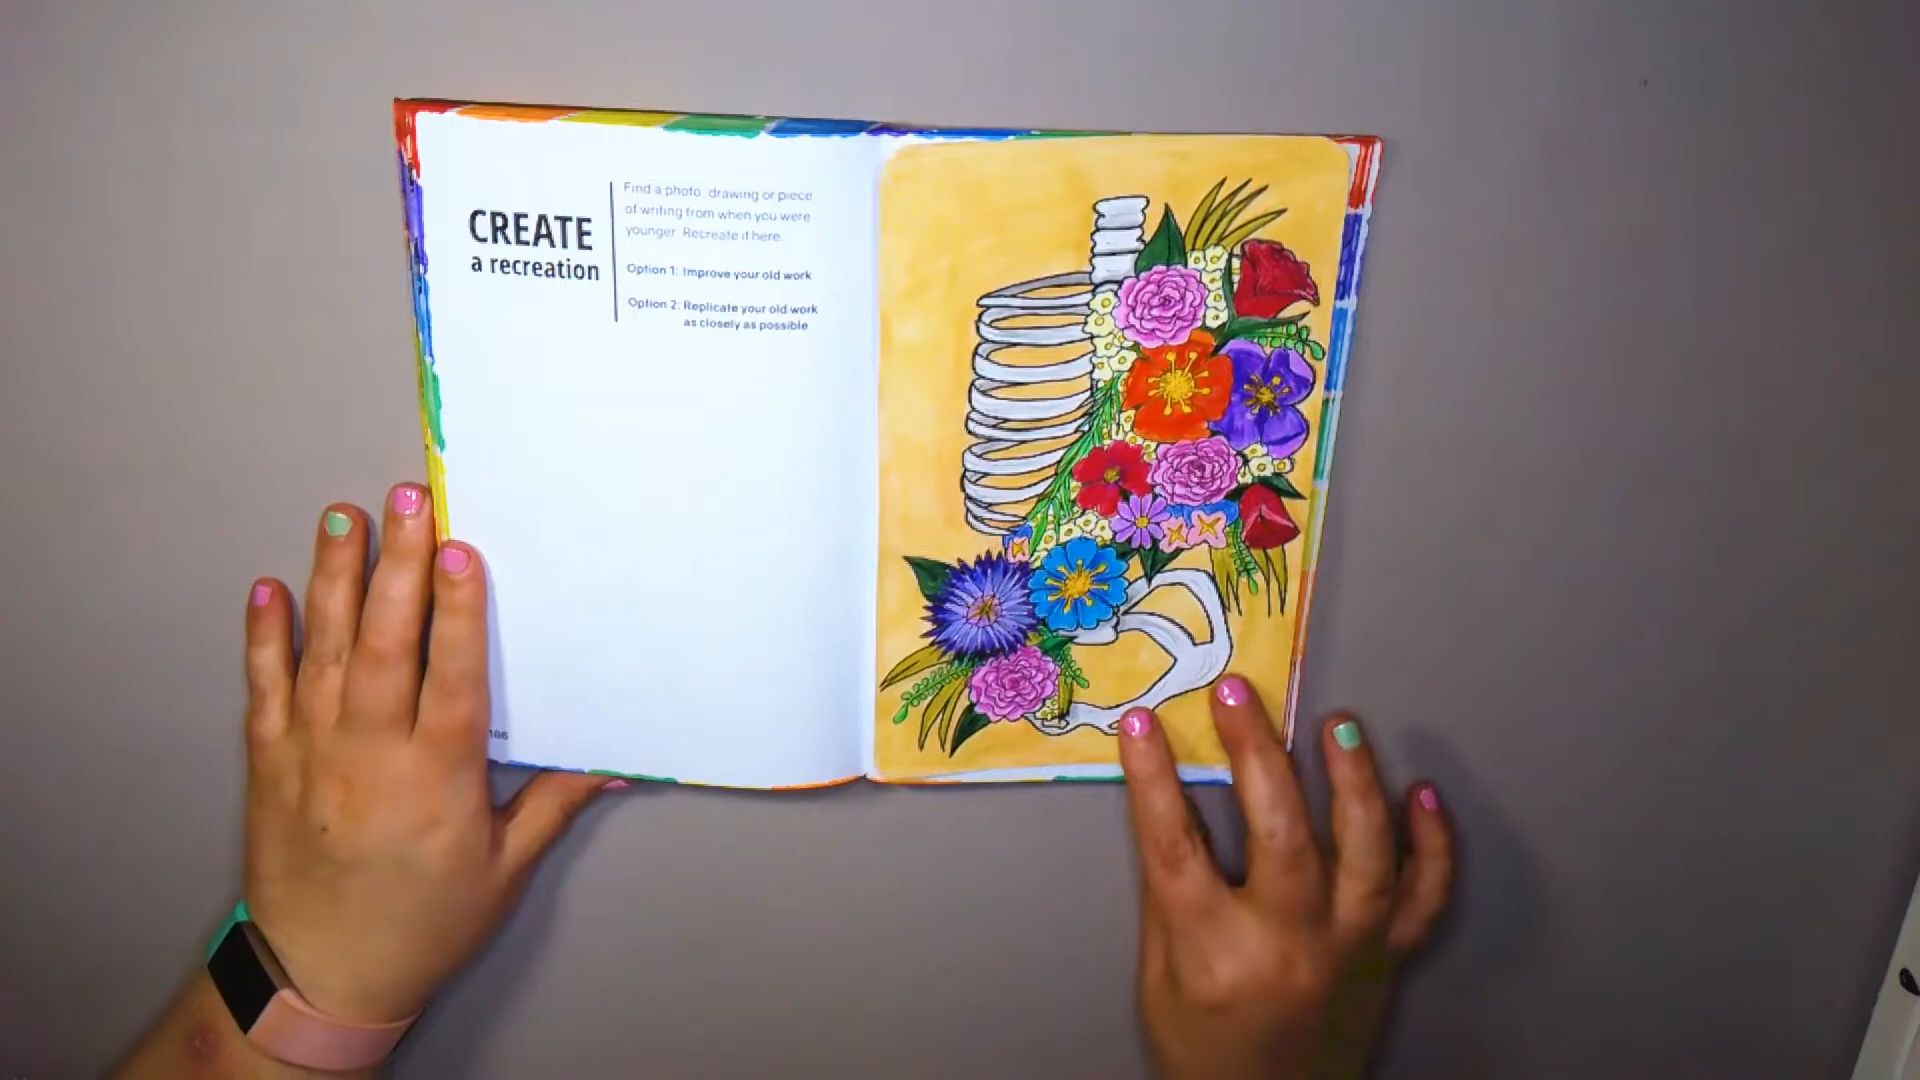 CREATE
a recreation
Find a photo, drawing or piece
of writing from when you were
younger. Recreate it here.
Option 1: Improve your old work
Option 2: Replicate your old work
as closely as possible
186